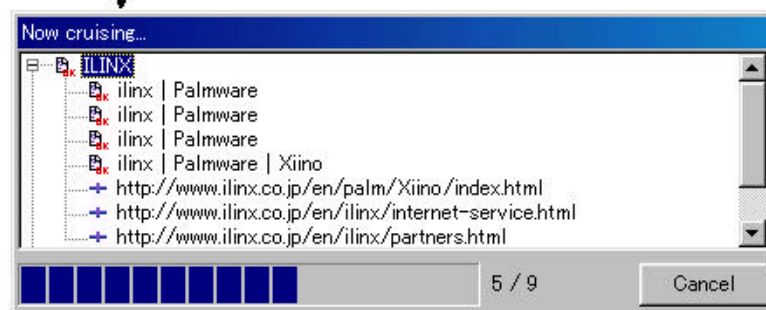 Now cruising...
ILINX
ilinx | Palmware
ilinx | Palmware
ilinx | Palmware
ilinx | Palmware | Xiino
http://www.ilinx.co.jp/en/palm/Xiino/index.html
http://www.ilinx.co.jp/en/ilinx/internet-service.html
http://www.ilinx.co.jp/en/ilinx/partners.html
5 / 9
Cancel